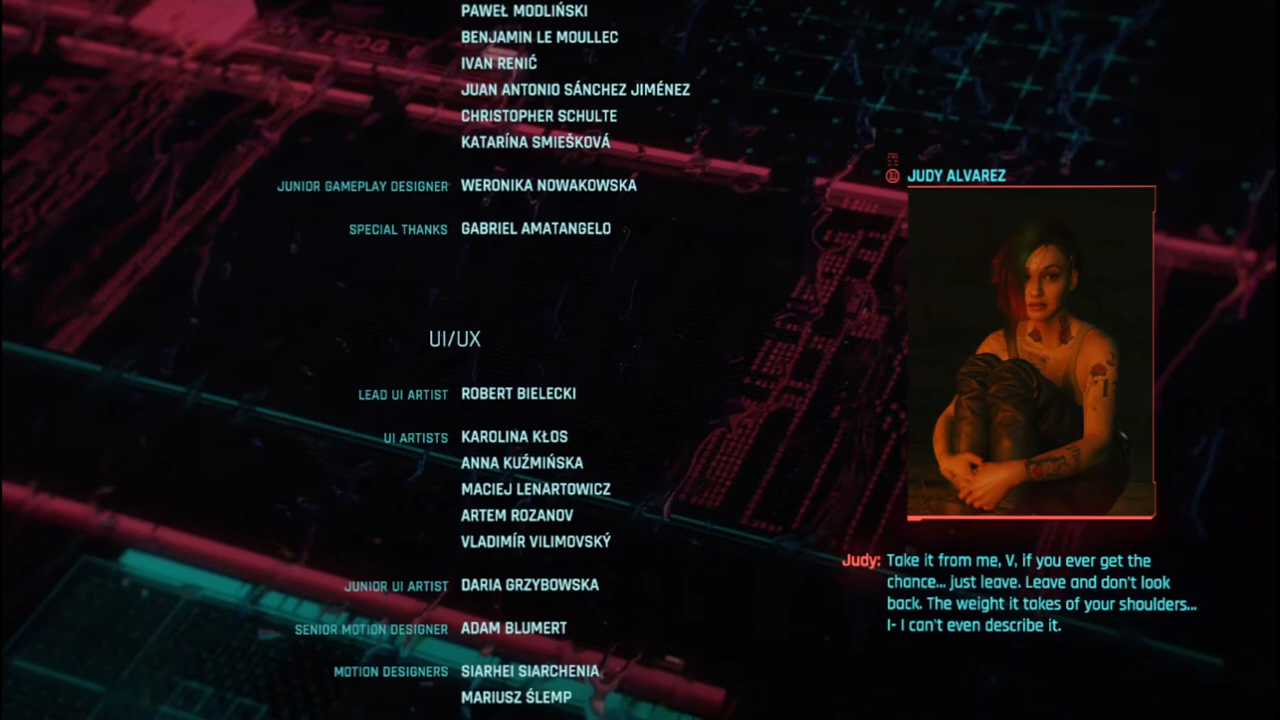 PAWEŁ MODLIŃSKI
BENJAMIN LE MOULLEC
IVAN RENIĆ
JUAN ANTONIO SÁNCHEZ JIMÉNEZ
CHRISTOPHER SCHULTE
KATARÍNA SMIEŠKOVÁ
JUNIOR GAMEPLAY DESIGNER WERONIKA NOWAKOWSKA
SPECIAL THANKS GABRIEL AMATANGELO
UI/UX
LEAD UI ARTIST ROBERT BIELECKI
UI ARTISTS KAROLINA KŁOS
ANNA KUŹMIŃSKA
MACIEJ LENARTOWICZ
ARTEM ROZANOV
VLADIMÍR VILIMOVSKÝ
JUNIOR UI ARTIST DARIA GRZYBOWSKA
SENIOR MOTION DESIGNER ADAM BLUMERT
MOTION DESIGNERS SIARHEI SIARCHENIA
MARIUSZ ŚLEMP
JUDY ALVAREZ
Judy: Take it from me, V, if you ever get the
chance... just leave. Leave and don't look
back. The weight it takes of your shoulders...
I- I can't even describe it.